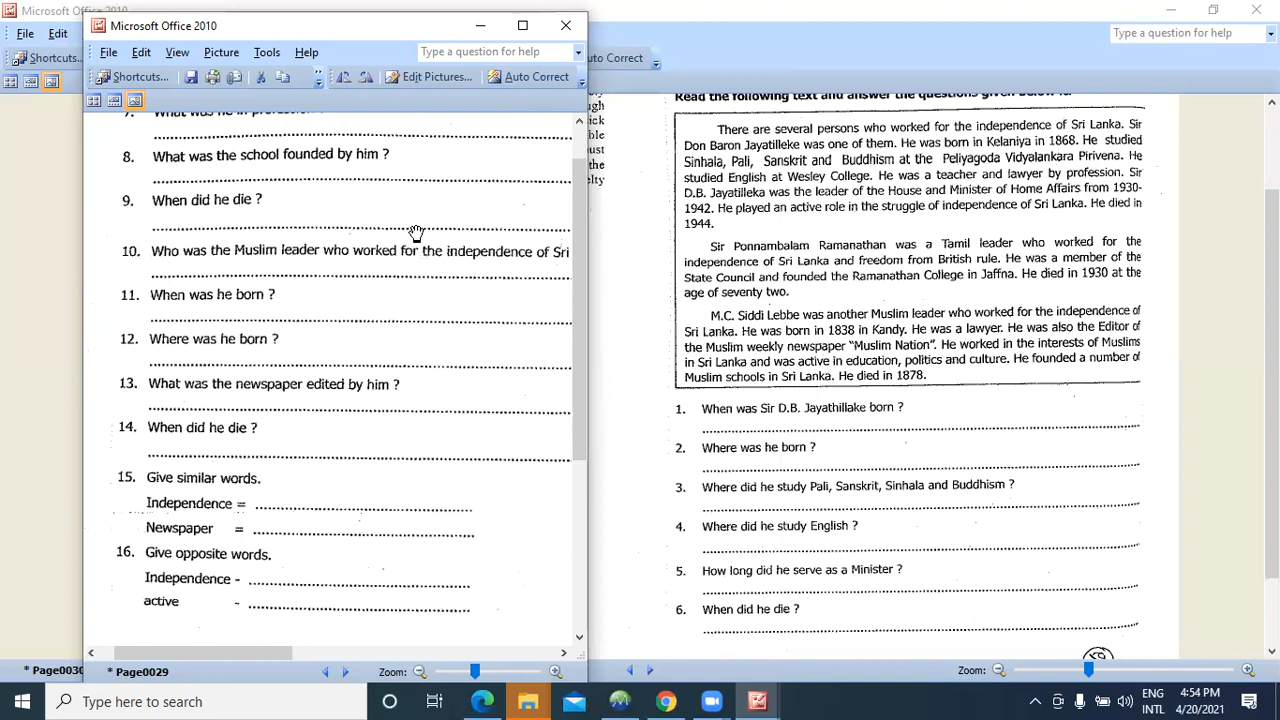 Microsoft Office 2010
File Edit View Picture Tools Help
Type a question for help
Shortcuts...
Edit Pictures...
Auto Correct
8. What was the school founded by him ?
9. When did he die ?
10. Who was the Muslim leader who worked for the independence of Sri
11. When was he born ?
12. Where was he born ?
13. What was the newspaper edited by him ?
14. When did he die ?
15. Give similar words.
Independence =
Newspaper =
16. Give opposite words.
Independence -
active -
* Page0029
Zoom:
Microsoft Office 2010
File Edit
Type a question for help
Shortcuts...
Auto Correct
Read the following text and answer the questions given below
There are several persons who worked for the independence of Sri Lanka. Sir
Don Baron Jayatilleke was one of them. He was born in Kelaniya in 1868. He studied
Sinhala, Pali, Sanskrit and Buddhism at the Peliyagoda Vidyalankara Pirivena. He
studied English at Wesley College. He was a teacher and lawyer by profession. Sir
D.B. Jayatilleka was the leader of the House and Minister of Home Affairs from 1930-
1942. He played an active role in the struggle of independence of Sri Lanka. He died in
1944.
Sir Ponnambalam Ramanathan was a Tamil leader who worked for the
independence of Sri Lanka and freedom from British rule. He was a member of the
State Council and founded the Ramanathan College in Jaffna. He died in 1930 at the
age of seventy two.
M.C. Siddi Lebbe was another Muslim leader who worked for the independence of
Sri Lanka. He was born in 1838 in Kandy. He was a lawyer. He was also the Editor of
the Muslim weekly newspaper "Muslim Nation". He worked in the interests of Muslims
in Sri Lanka and was active in education, politics and culture. He founded a number of
Muslim schools in Sri Lanka. He died in 1878.
1. When was Sir D.B. Jayathillake born ?
2. Where was he born ?
3. Where did he study Pali, Sanskrit, Sinhala and Buddhism ?
4. Where did he study English ?
5. How long did he serve as a Minister ?
6. When did he die ?
* Page0030
Zoom:
Type here to search
ENG
INTL
4:54 PM
4/20/2021